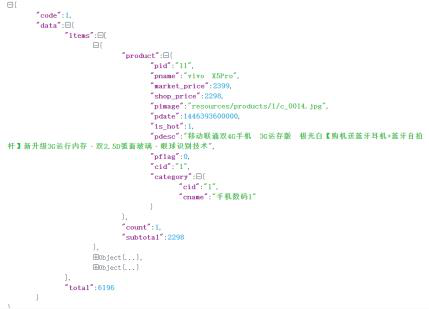 {
"code":1,
"data":{
"items":{
{
"product":{
"pid":"11",
"pname":"vivo X5Pro",
"market_price":2399,
"shop_price":2298,
"pimage":"resources/products/1/c_0014.jpg",
"pdate":1446393600000,
"is_hot":1,
"pdesc":"移动联通双4G手机 3G运存版 极光白【购机送蓝牙耳机+蓝牙自拍
杆】新升级3G运行内存·双2.5D弧面玻璃·眼球识别技术",
"pflag":0,
"cid":"1",
"category":{
"cid":"1",
"cname":"手机数码1"
}
},
"count":1,
"subtotal":2298
},
Object{...},
Object{...}
},
"total":6196
}
}